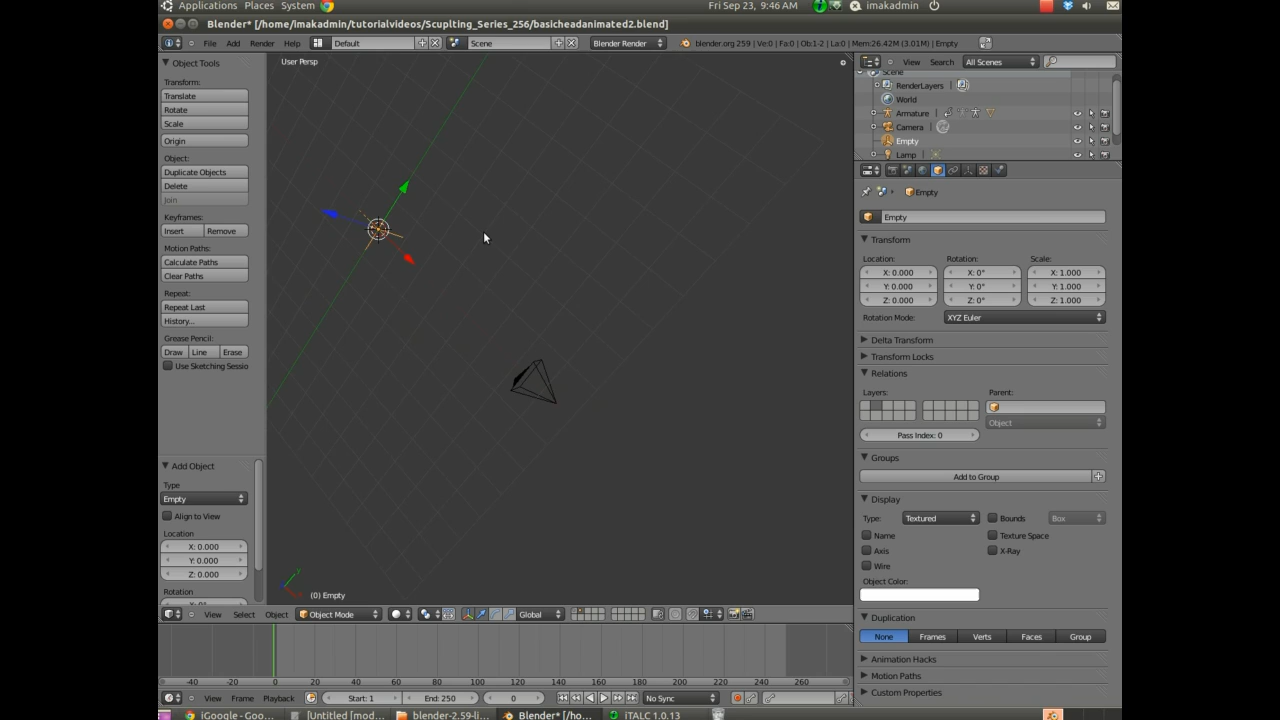 Applications Places System Fri Sep 23, 9:46 AM imakadmin
Blender* [/home/imakadmin/tutorialvideos/Scuplting_Series_256/basicheadanimated2.blend]
File Add Render Help Default Scene Blender Render blender.org 259 | Ve:0 | Fa:0 | Ob:1-2 | La:0 | Mem:26.42M (3.01M) | Empty
Object Tools
Transform:
Translate
Rotate
Scale
Origin
Object:
Duplicate Objects
Delete
Join
Keyframes:
Insert Remove
Motion Paths:
Calculate Paths
Clear Paths
Repeat:
Repeat Last
History...
Grease Pencil:
Draw Line Erase
Use Sketching Sessio
Add Object
Type
Empty
Align to View
Location
X: 0.000
Y: 0.000
Z: 0.000
Rotation
User Persp
(0) Empty
View Select Object Object Mode Global
-40 -20 0 20 40 60 80 100 120 140 160 180 200 220 240 260
View Frame Playback Start: 1 End: 250 0 No Sync
View Search All Scenes
Scene
RenderLayers
World
Armature
Camera
Empty
Lamp
Empty
Empty
Transform
Location: Rotation: Scale:
X: 0.000 X: 0° X: 1.000
Y: 0.000 Y: 0° Y: 1.000
Z: 0.000 Z: 0° Z: 1.000
Rotation Mode: XYZ Euler
Delta Transform
Transform Locks
Relations
Layers: Parent:
Object
Pass Index: 0
Groups
Add to Group
Display
Type: Textured Bounds Box
Name Texture Space
Axis X-Ray
Wire
Object Color:
Duplication
None Frames Verts Faces Group
Animation Hacks
Motion Paths
Custom Properties
iGoogle - Goo... [Untitled [mod... blender-2.59-li... Blender* [/ho... iTALC 1.0.13